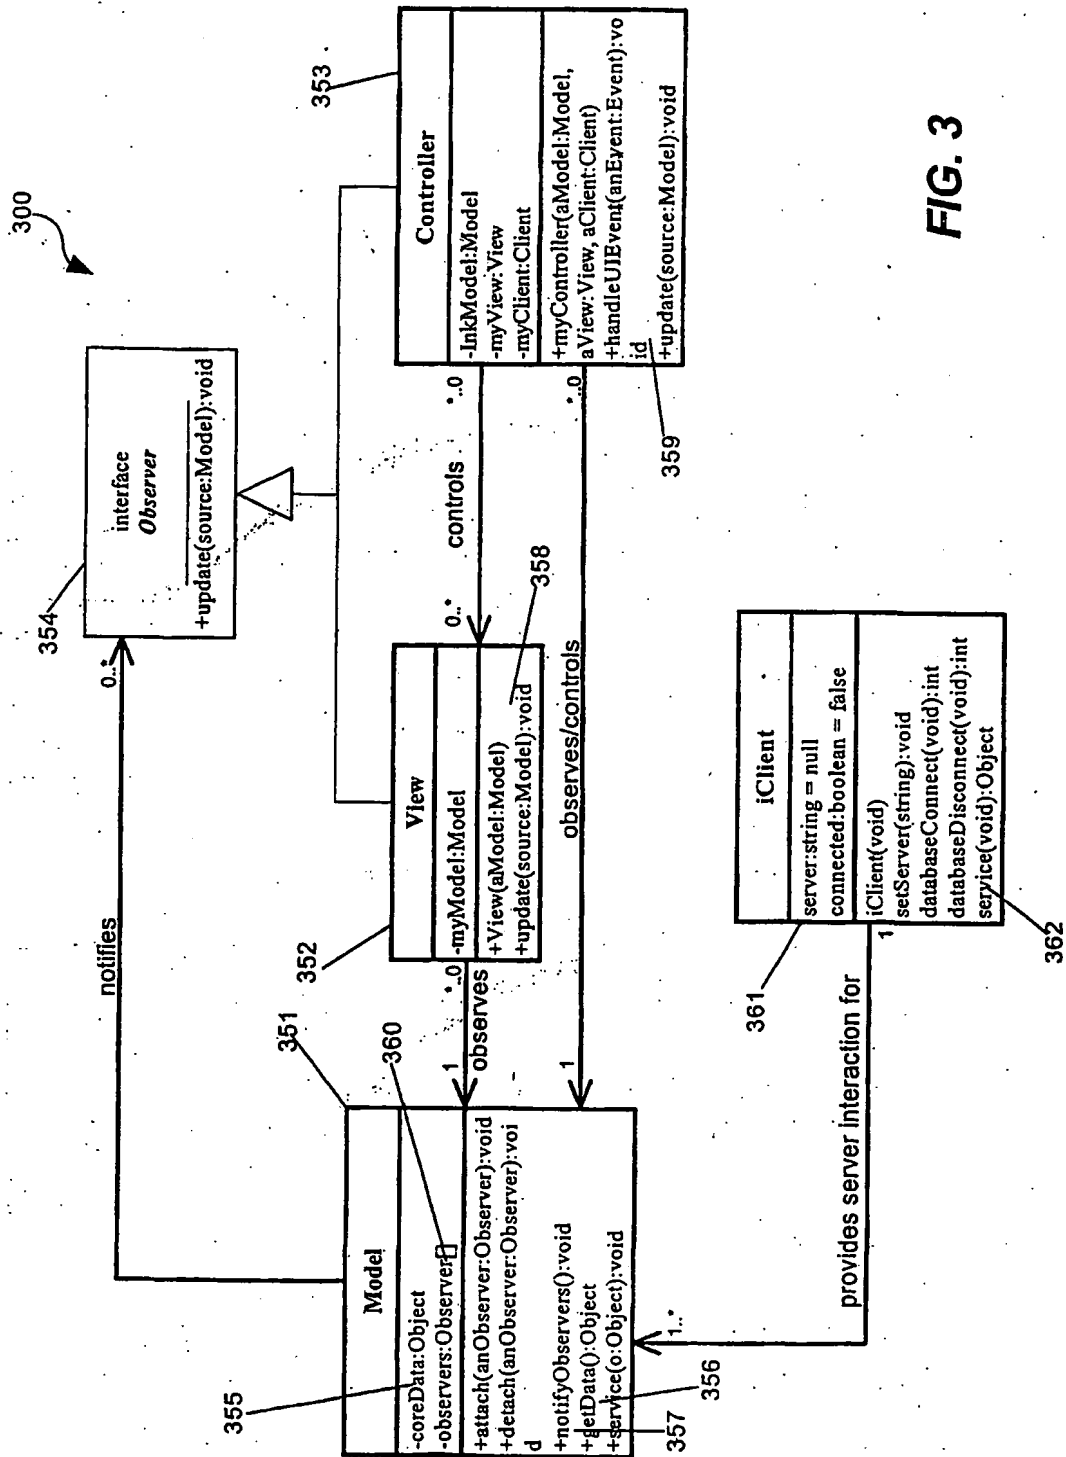 300
354
interface
Observer
+update(source:Model):void
0..*
notifies
353
Controller
-InkModel:Model
-myView:View
-myClient:Client
+myController(aModel:Model,
aView:View, aClient:Client)
+handleUIEvent(anEvent:Event):vo
id
+update(source:Model):void
359
*..0
controls
0..*
*..0
observes/controls
1
352
View
-myModel:Model
+View(aModel:Model)
+update(source:Model):void
358
*..0
observes
1
351
360
Model
-coreData:Object
-observers:Observer[]
+attach(anObserver:Observer):void
+detach(anObserver:Observer):voi
d
+notifyObservers():void
+getData():Object
+service(o:Object):void
355
357
356
1..*
provides server interaction for
1
361
iClient
server:string = null
connected:boolean = false
iClient(void)
setServer(string):void
databaseConnect(void):int
databaseDisconnect(void):int
service(void):Object
362
FIG. 3